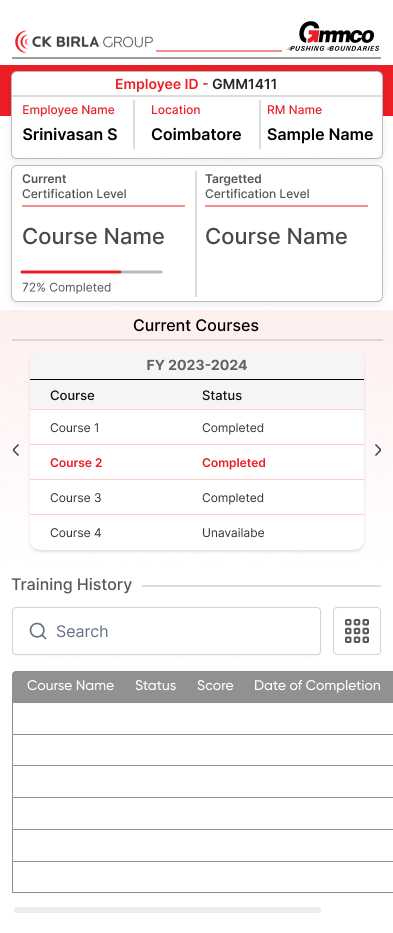 CK BIRLA GROUP
Gmmco
PUSHING BOUNDARIES
Employee ID - GMM1411
Employee Name Location RM Name
Srinivasan S Coimbatore Sample Name
Current Targetted
Certification Level Certification Level
Course Name Course Name
72% Completed
Current Courses
FY 2023-2024
Course Status
Course 1 Completed
Course 2 Completed
Course 3 Completed
Course 4 Unavailabe
Training History
Search
Course Name Status Score Date of Completion